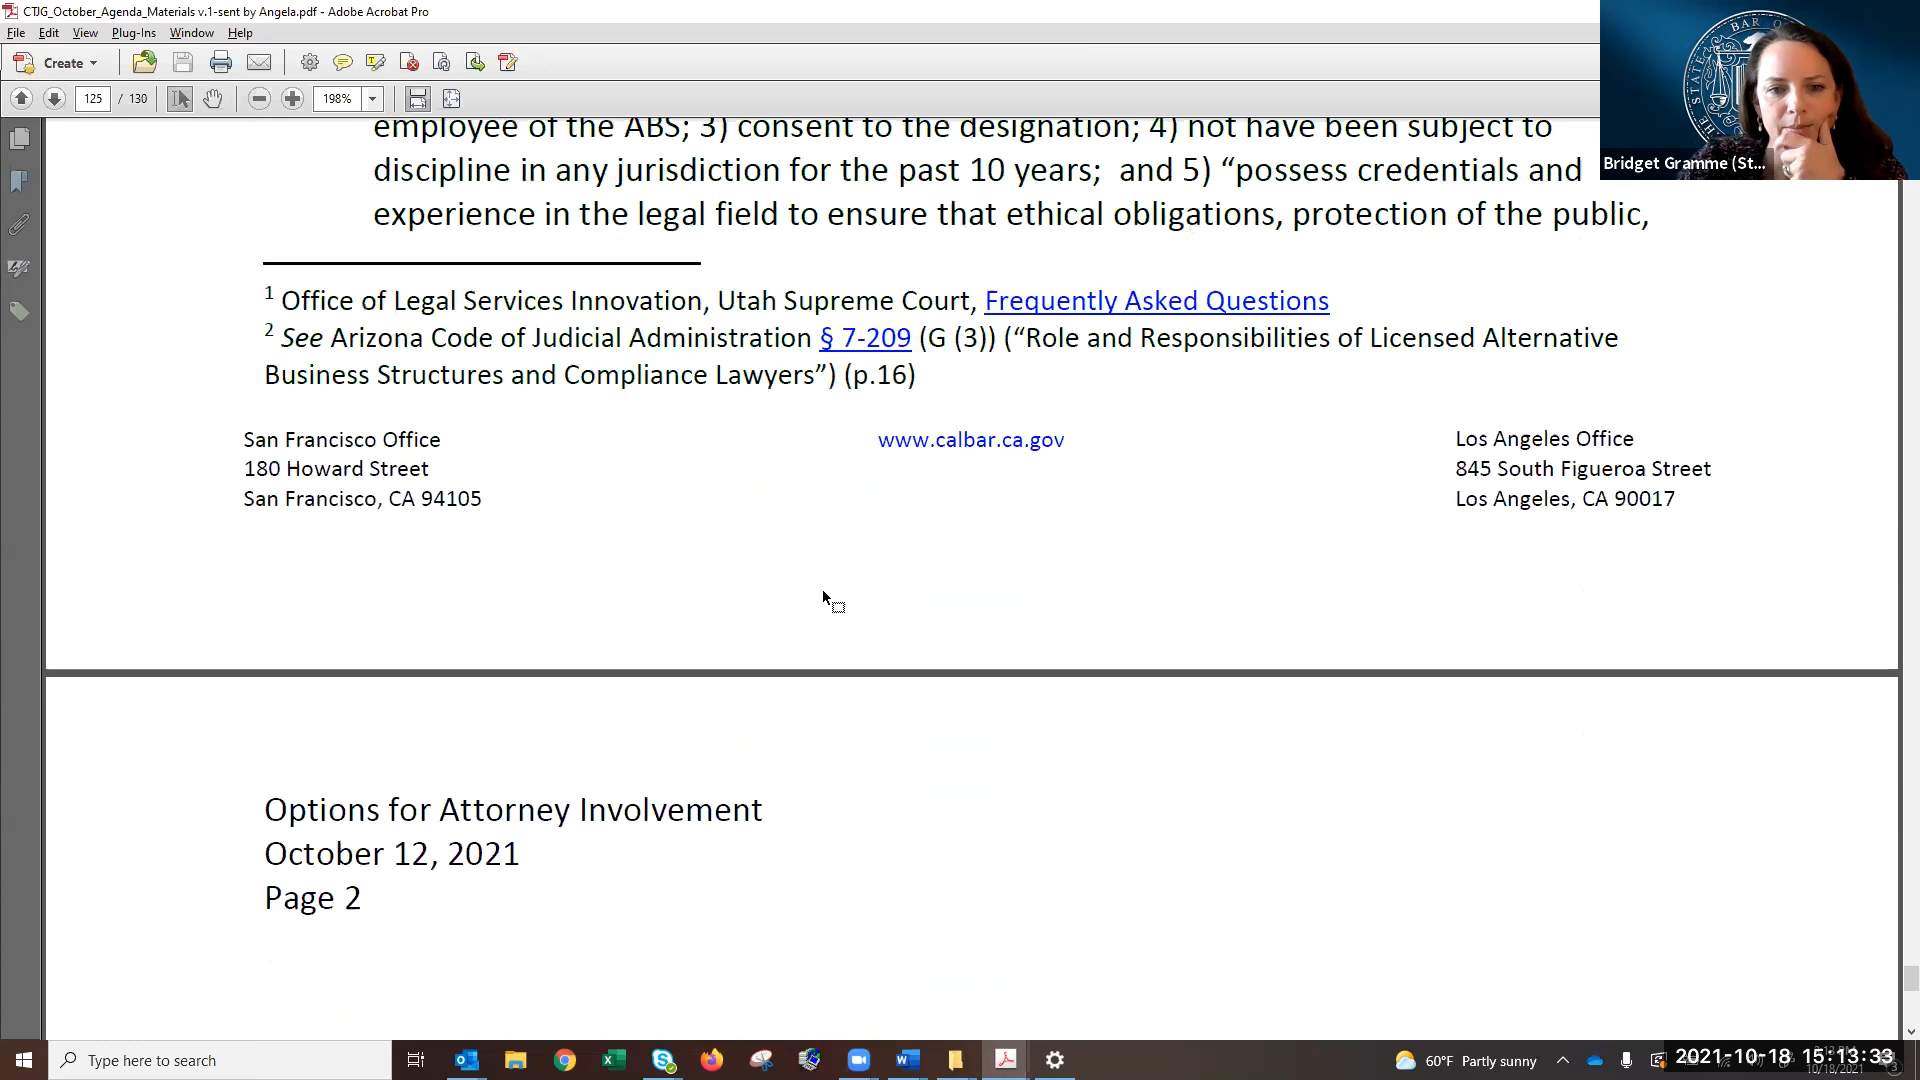 CTJG_October_Agenda_Materials v.1-sent by Angela.pdf - Adobe Acrobat Pro
File Edit View Plug-Ins Window Help
Create
125 / 130 198%
employee of the ABS; 3) consent to the designation; 4) not have been subject to
discipline in any jurisdiction for the past 10 years;  and 5) “possess credentials and
experience in the legal field to ensure that ethical obligations, protection of the public,
1 Office of Legal Services Innovation, Utah Supreme Court, Frequently Asked Questions
2 See Arizona Code of Judicial Administration § 7-209 (G (3)) (“Role and Responsibilities of Licensed Alternative
Business Structures and Compliance Lawyers”) (p.16)
San Francisco Office
180 Howard Street
San Francisco, CA 94105
www.calbar.ca.gov
Los Angeles Office
845 South Figueroa Street
Los Angeles, CA 90017
Options for Attorney Involvement
October 12, 2021
Page 2
BAR O
THE STATE
Bridget Gramme (St...
Type here to search
60°F Partly sunny
2021-10-18 15:13:33
10/18/2021